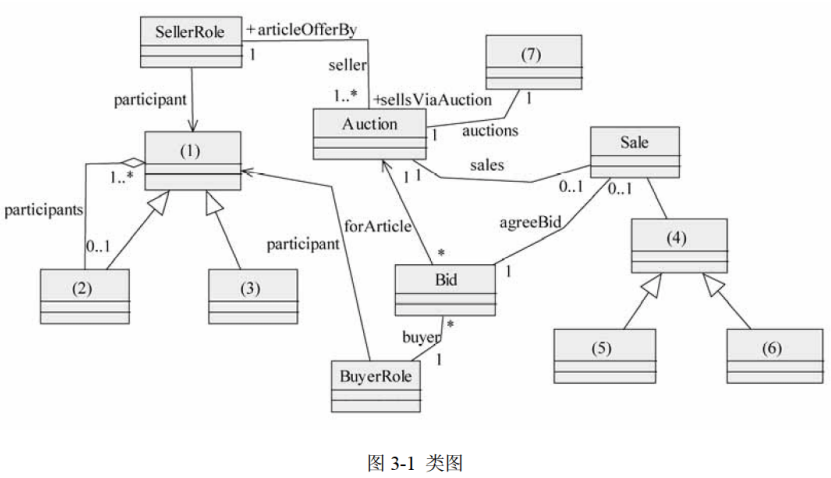 SellerRole
+articleOfferBy
1
seller
1..*
(7)
1
participant
+sellsViaAuction
Auction
1
auctions
(1)
1..*
Sale
sales
1
1
0..1
0..1
participants
0..1
participant
forArticle
agreeBid
(4)
*
1
(2)
(3)
Bid
*
buyer
1
(5)
(6)
BuyerRole
图 3-1 类图